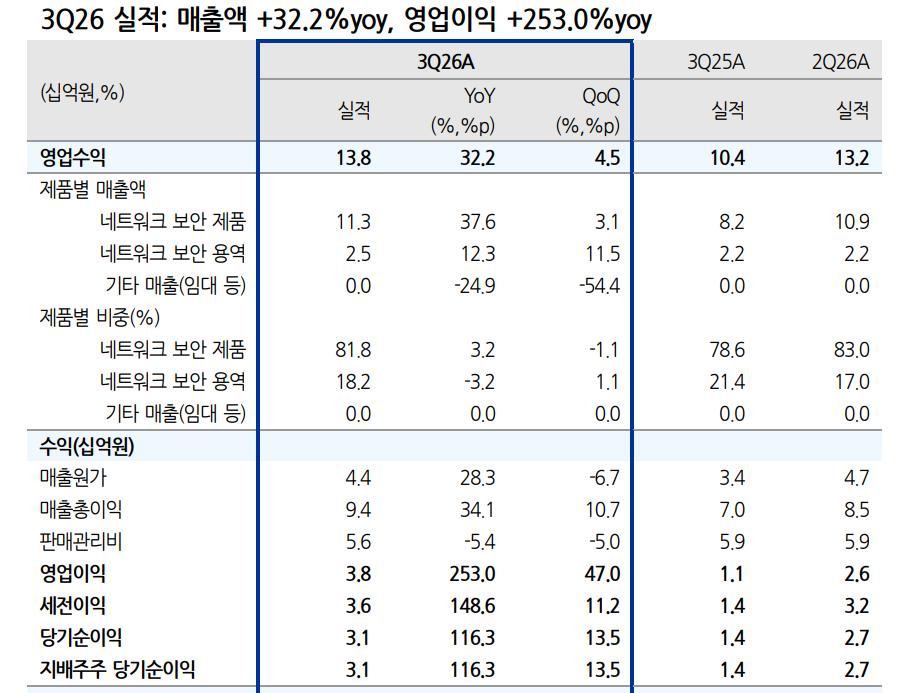 3Q26 실적: 매출액 +32.2%yoy, 영업이익 +253.0%yoy
(십억원,%) 3Q26A 3Q25A 2Q26A
실적 YoY (%,%p) QoQ (%,%p) 실적 실적
영업수익 13.8 32.2 4.5 10.4 13.2
제품별 매출액
네트워크 보안 제품 11.3 37.6 3.1 8.2 10.9
네트워크 보안 용역 2.5 12.3 11.5 2.2 2.2
기타 매출(임대 등) 0.0 -24.9 -54.4 0.0 0.0
제품별 비중(%)
네트워크 보안 제품 81.8 3.2 -1.1 78.6 83.0
네트워크 보안 용역 18.2 -3.2 1.1 21.4 17.0
기타 매출(임대 등) 0.0 0.0 0.0 0.0 0.0
수익(십억원)
매출원가 4.4 28.3 -6.7 3.4 4.7
매출총이익 9.4 34.1 10.7 7.0 8.5
판매관리비 5.6 -5.4 -5.0 5.9 5.9
영업이익 3.8 253.0 47.0 1.1 2.6
세전이익 3.6 148.6 11.2 1.4 3.2
당기순이익 3.1 116.3 13.5 1.4 2.7
지배주주 당기순이익 3.1 116.3 13.5 1.4 2.7